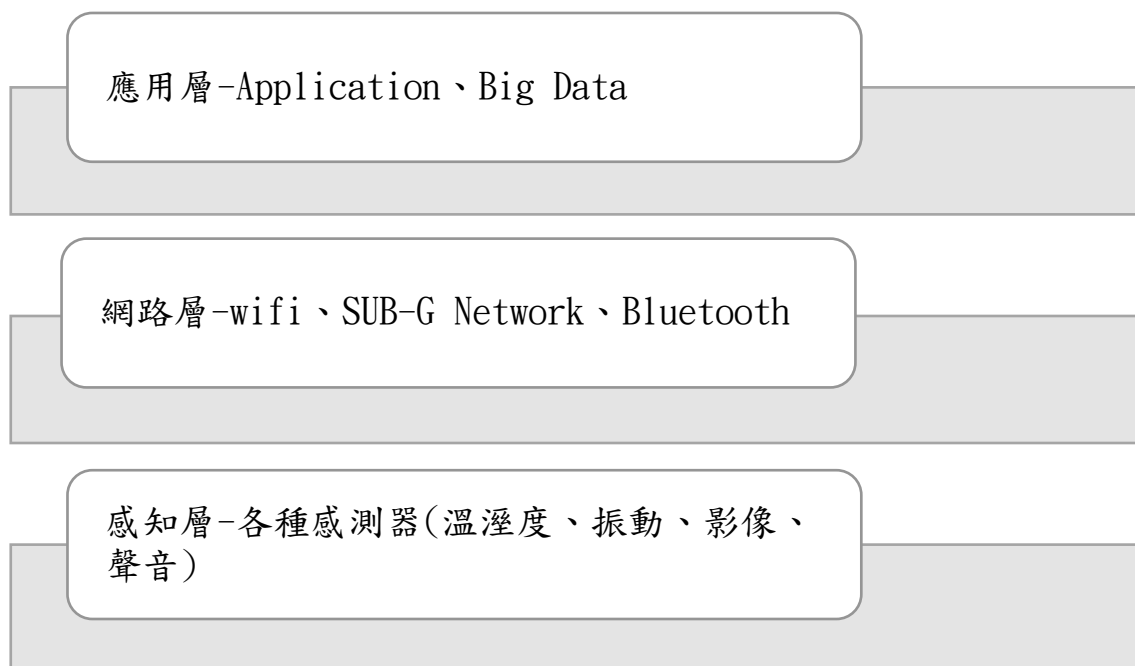 應用層-Application、Big Data
網路層-wifi、SUB-G Network、Bluetooth
感知層-各種感測器(溫溼度、振動、影像、
聲音)